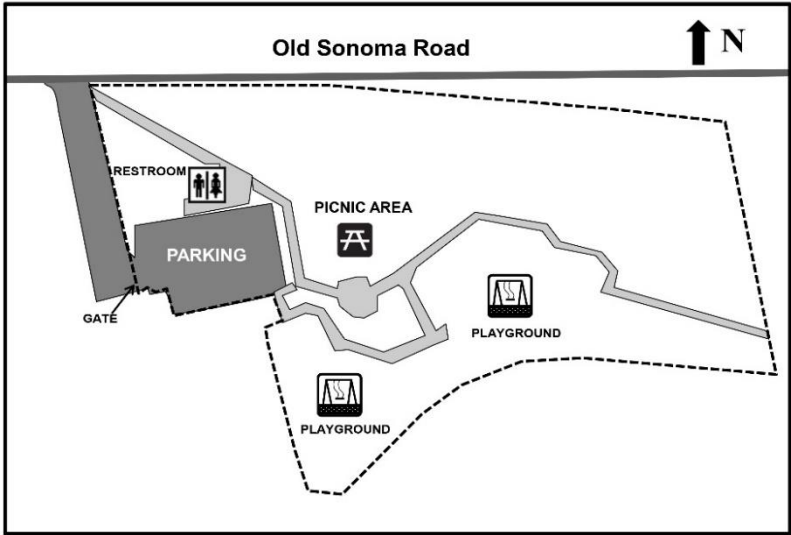 Old Sonoma Road
N
RESTROOM
PICNIC AREA
PARKING
GATE
PLAYGROUND
PLAYGROUND